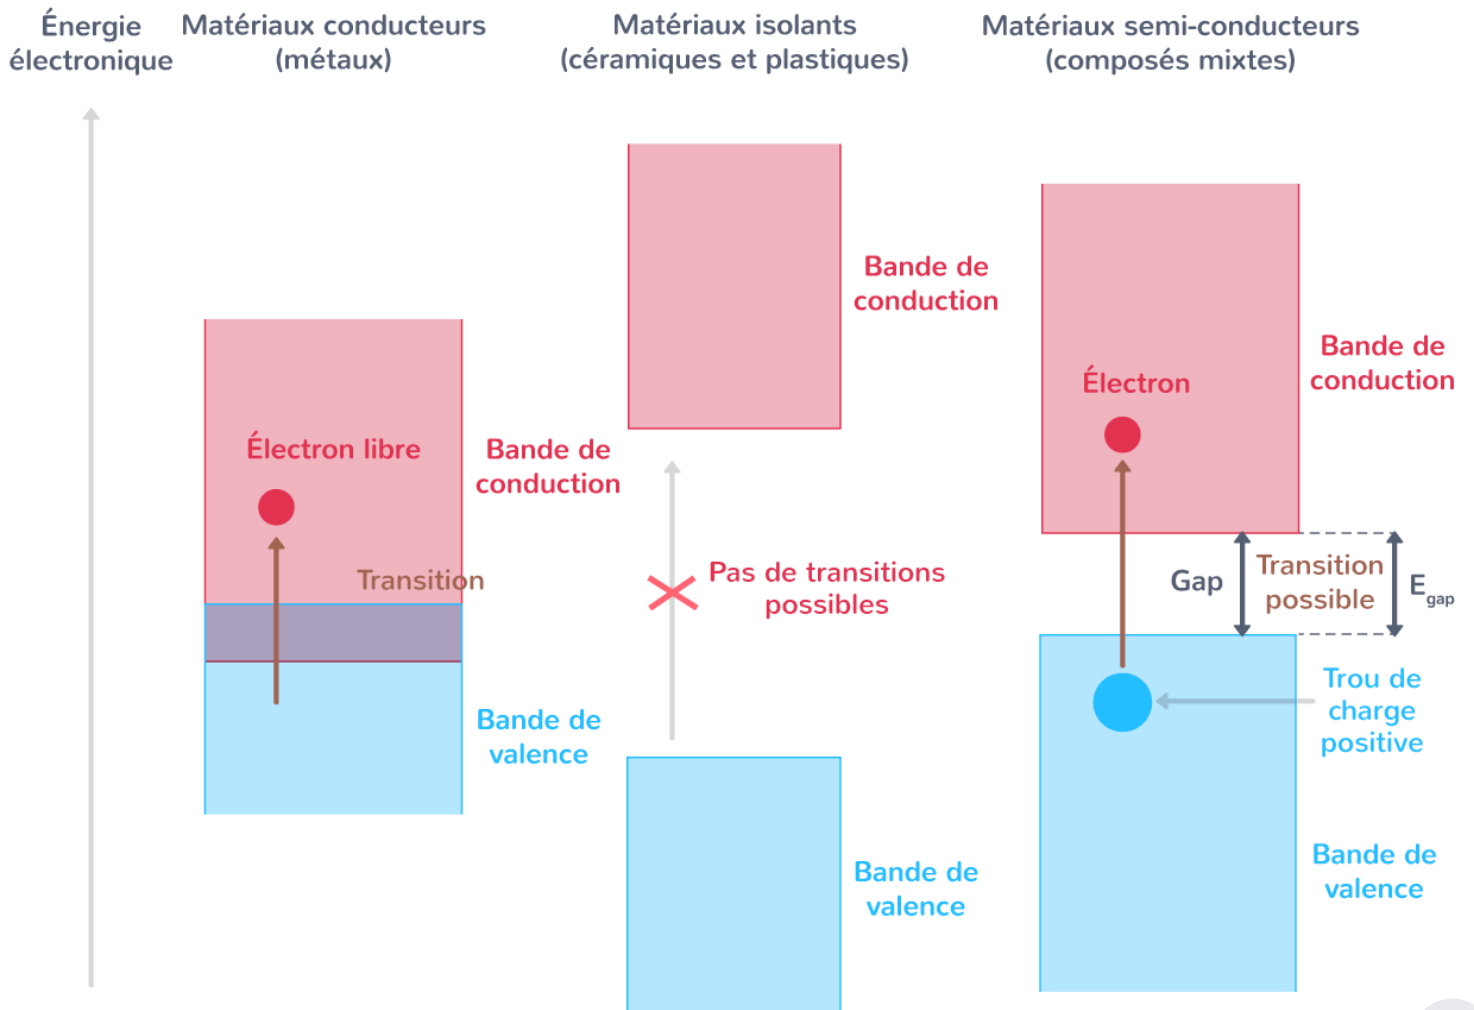 Énergie
électronique
Matériaux conducteurs
(métaux)
Matériaux isolants
(céramiques et plastiques)
Matériaux semi-conducteurs
(composés mixtes)
Électron libre
Bande de
conduction
Transition
Bande de
valence
Bande de
conduction
Pas de transitions
possibles
Bande de
valence
Électron
Bande de
conduction
Gap
Transition
possible
E gap
Trou de
charge
positive
Bande de
valence